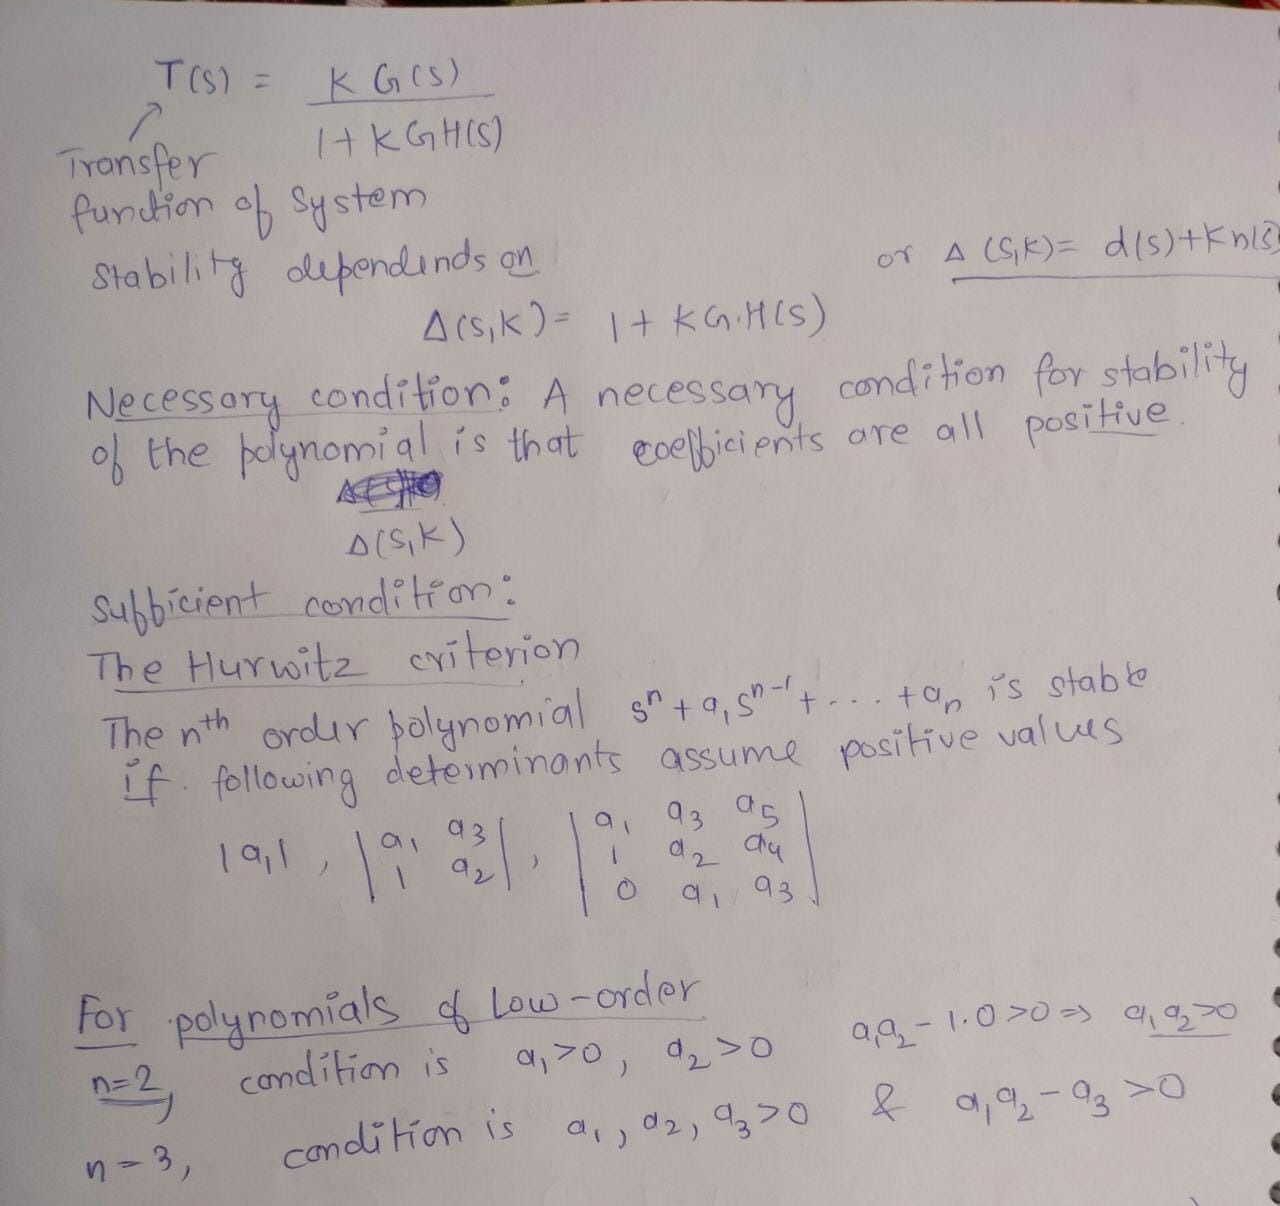 T(s) = K G(s)
1+ K GH(s)
Transfer
function of System
Stability dependends on
or Δ (s,K)= d(s)+K n(s)
Δ(s,K)= 1+ KG.H(s)
Necessary condition: A necessary condition for stability
of the polynomial is that coefficients are all positive.
Δ(s,K)
Sufficient condition:
The Hurwitz criterion
The nth order polynomial sⁿ + a₁sⁿ⁻¹+ .... +aₙ is stable
if. following determinants assume positive values
|a₁| , |a₁ a₃| , |a₁ a₃ a₅|
|1 a₂| |1 a₂ a₄|
|0 a₁ a₃|
For polynomials of Low-order
n=2, condition is a₁>0, a₂>0 a₁a₂-1.0>0 => a₁a₂>0
n=3, condition is a₁, a₂, a₃>0 & a₁a₂-a₃>0